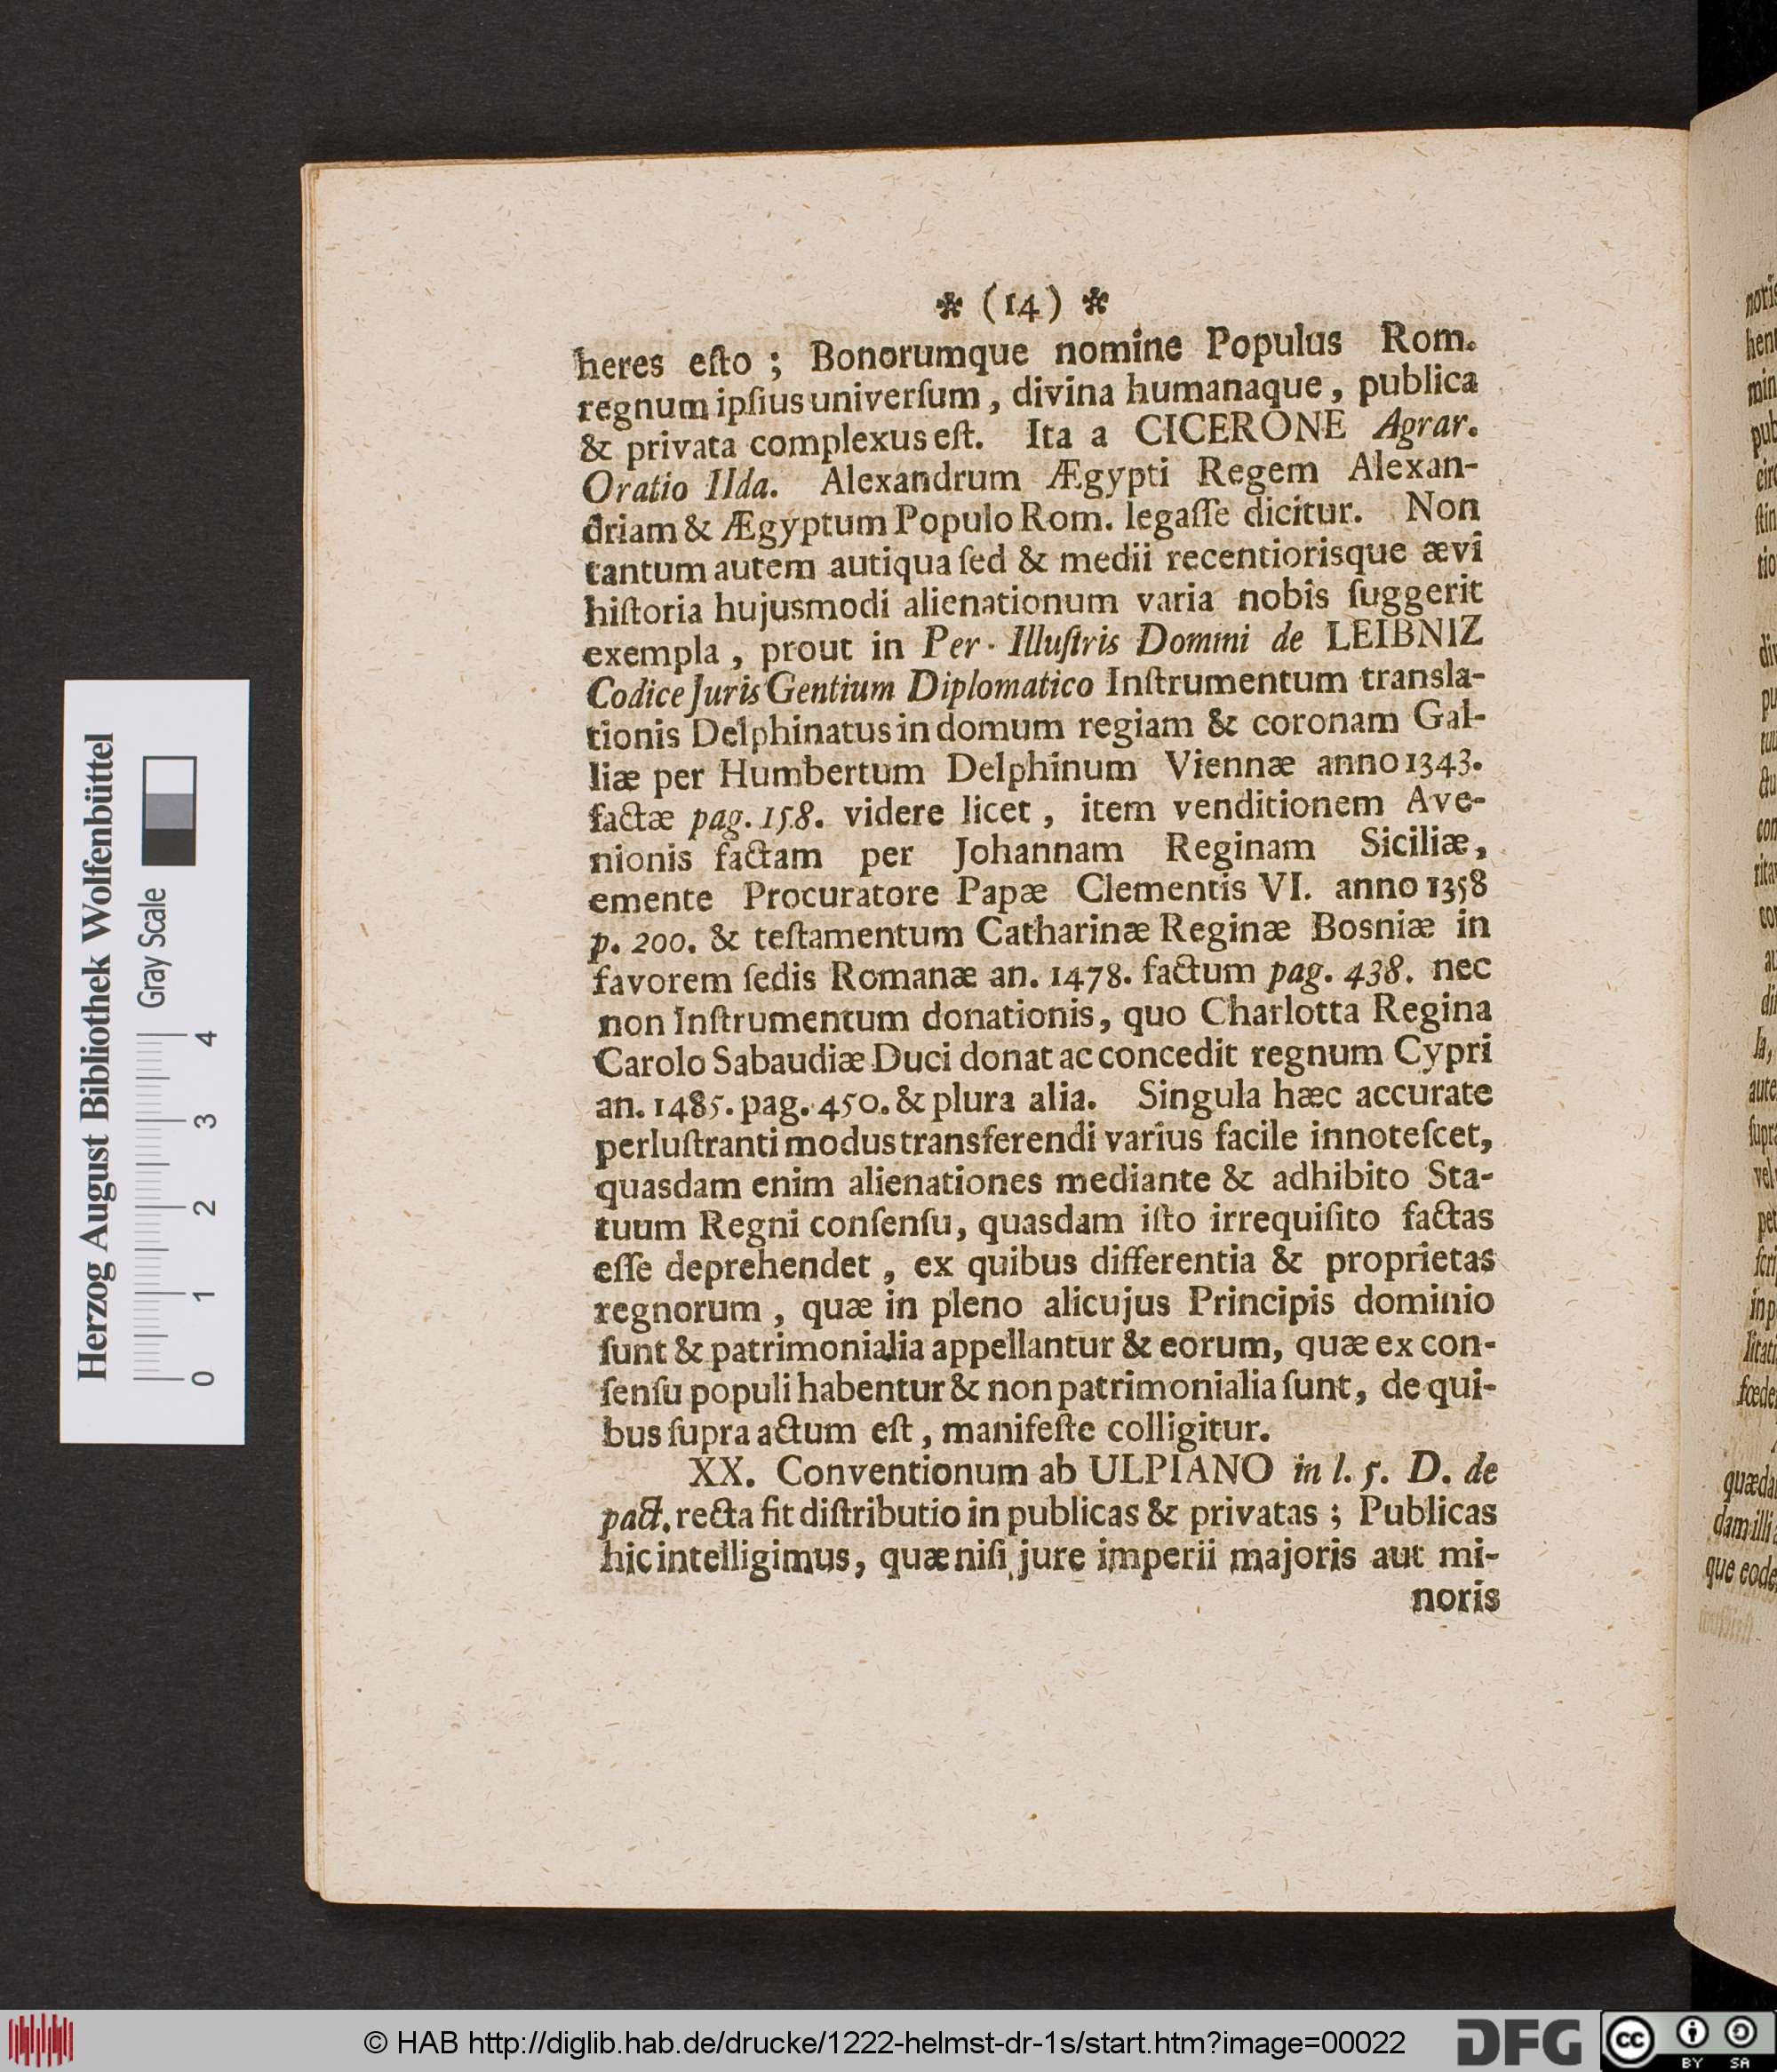 ✽ (14) ✽
heres eſto ; Bonorumque nomine Populus Rom.
regnum ipſius univerſum , divina humanaque , publica
& privata complexus eſt. Ita a CICERONE Agrar.
Oratio IIda. Alexandrum Ægypti Regem Alexan-
driam & Ægyptum Populo Rom. legaſſe dicitur. Non
tantum autem autiqua ſed & medii recentiorisque ævi
hiſtoria hujusmodi alienationum varia nobis ſuggerit
exempla , prout in Per - Illuſtris Domini de LEIBNIZ
Codice Juris Gentium Diplomatico Inſtrumentum transla-
tionis Delphinatus in domum regiam & coronam Gal-
liæ per Humbertum Delphinum Viennæ anno 1343.
factæ pag. 158. videre licet , item venditionem Ave-
nionis factam per Johannam Reginam Siciliæ,
emente Procuratore Papæ Clementis VI. anno 1358
p. 200. & teſtamentum Catharinæ Reginæ Bosniæ in
favorem ſedis Romanæ an. 1478. factum pag. 438. nec
non Inſtrumentum donationis, quo Charlotta Regina
Carolo Sabaudiæ Duci donat ac concedit regnum Cypri
an. 1485. pag. 450. & plura alia. Singula hæc accurate
perluſtranti modus transferendi varius facile innoteſcet,
quasdam enim alienationes mediante & adhibito Sta-
tuum Regni conſenſu, quasdam iſto irrequiſito factas
eſſe deprehendet , ex quibus differentia & proprietas
regnorum , quæ in pleno alicujus Principis dominio
ſunt & patrimonialia appellantur & eorum, quæ ex con-
ſenſu populi habentur & non patrimonialia ſunt, de qui-
bus ſupra actum eſt , manifeſte colligitur.
XX. Conventionum ab ULPIANO in l. 5. D. de
pact. recta fit diſtributio in publicas & privatas ; Publicas
hic intelligimus, quæ niſi jure imperii majoris aut mi-
noris
Herzog August Bibliothek Wolfenbüttel
Gray Scale
0 1 2 3 4
© HAB http://diglib.hab.de/drucke/1222-helmst-dr-1s/start.htm?image=00022
DFG
cc BY SA